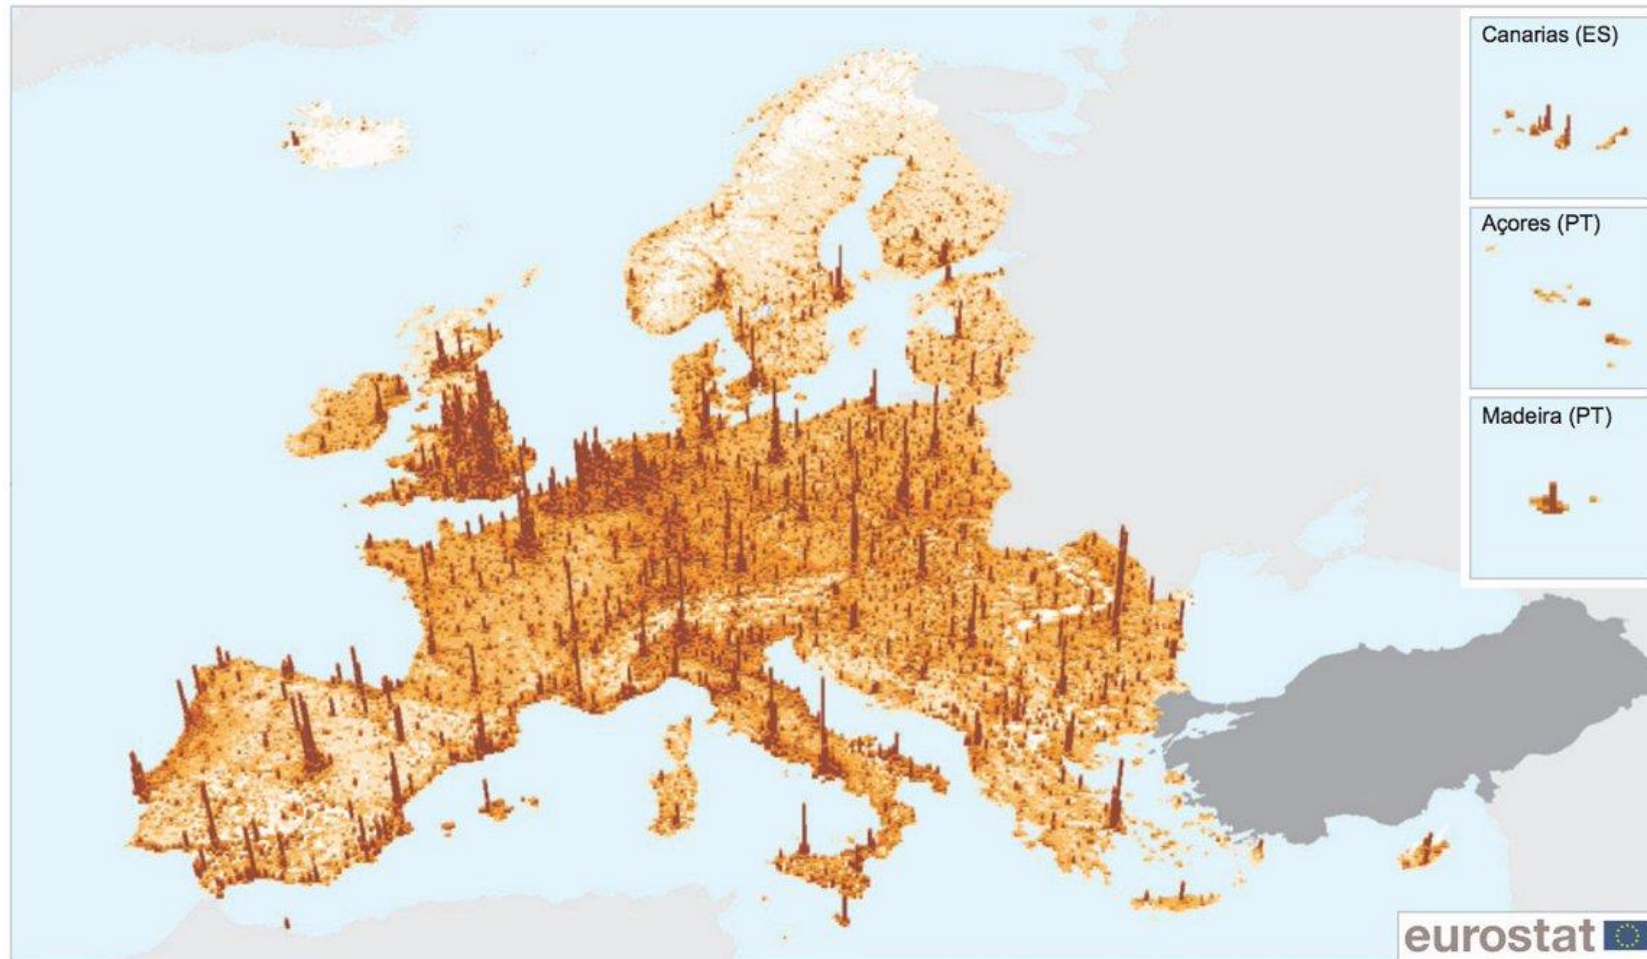 Canarias (ES)
Açores (PT)
Madeira (PT)
eurostat